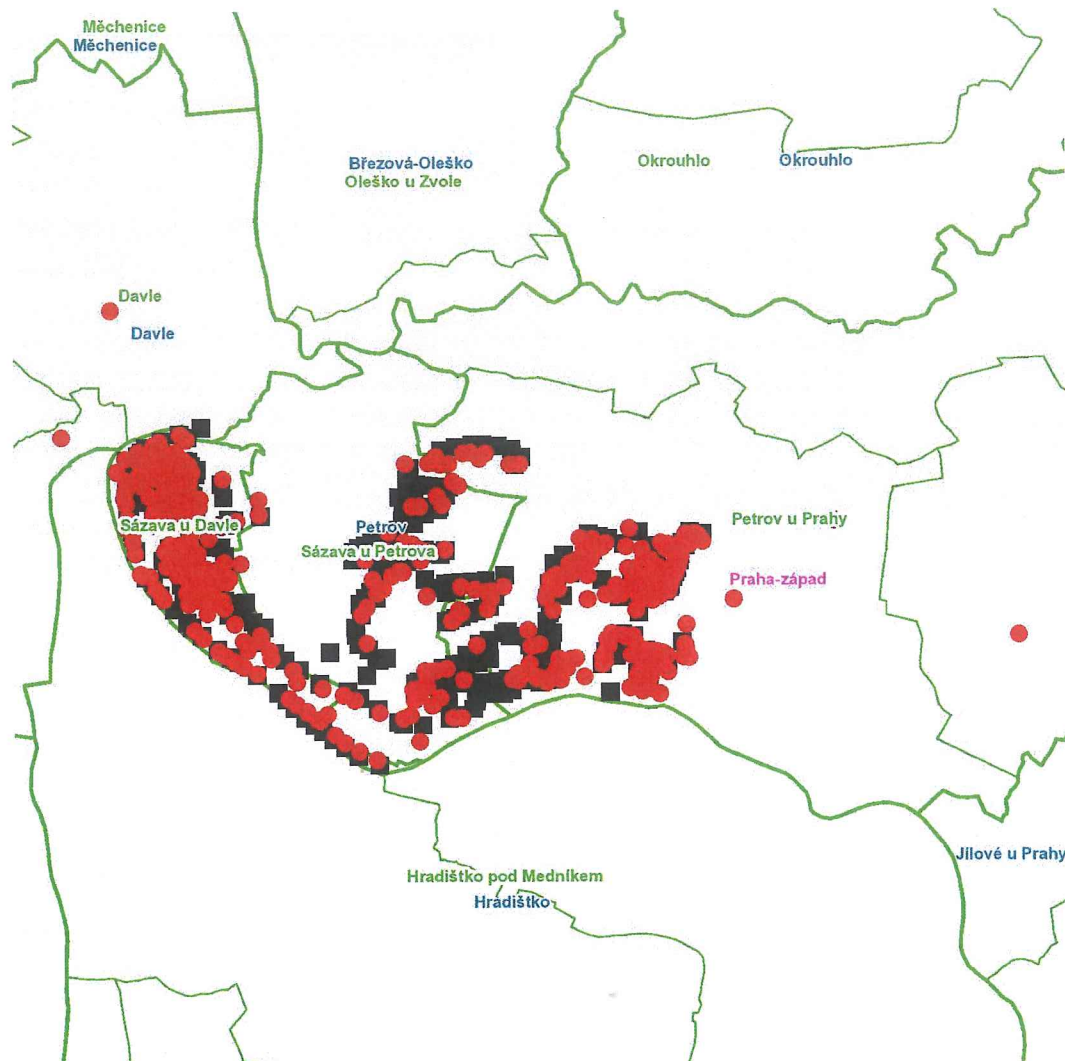 Měchenice
Měchenice
Březová-Oleško
Oleško u Zvole
Okrouhlo
Okrouhlo
Davle
Davle
Sázava u Davle
Petrov
Sázava u Petrova
Petrov u Prahy
Praha-západ
Jílové u Prahy
Hradištko pod Medníkem
Hradištko